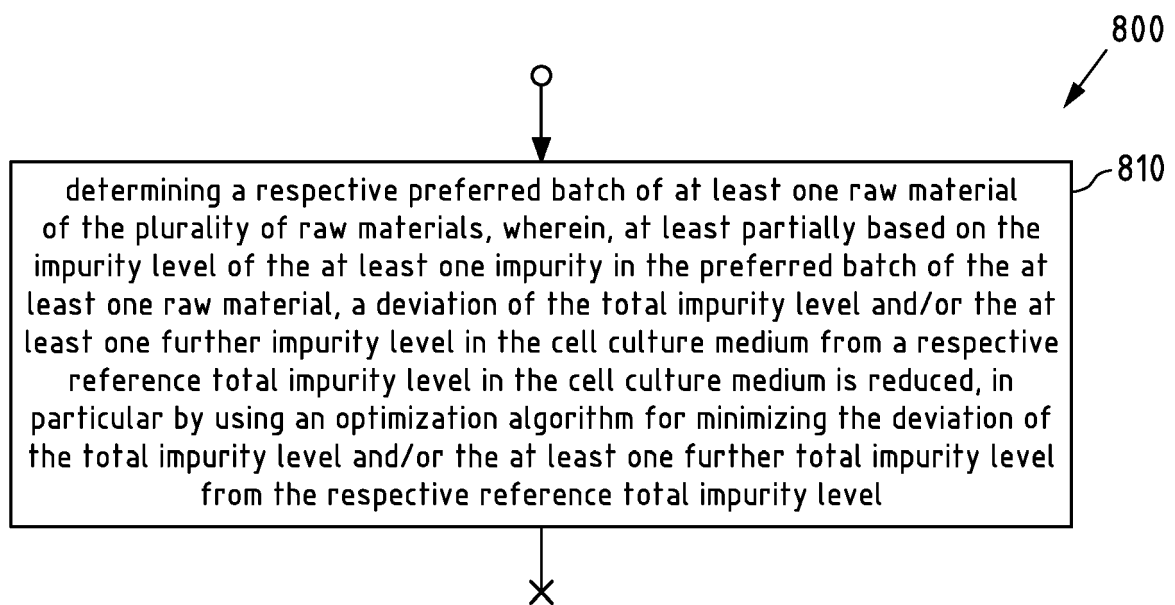 800
810
determining a respective preferred batch of at least one raw material
of the plurality of raw materials, wherein, at least partially based on the
impurity level of the at least one impurity in the preferred batch of the at
least one raw material, a deviation of the total impurity level and/or the at
least one further impurity level in the cell culture medium from a respective
reference total impurity level in the cell culture medium is reduced, in
particular by using an optimization algorithm for minimizing the deviation of
the total impurity level and/or the at least one further total impurity level
from the respective reference total impurity level